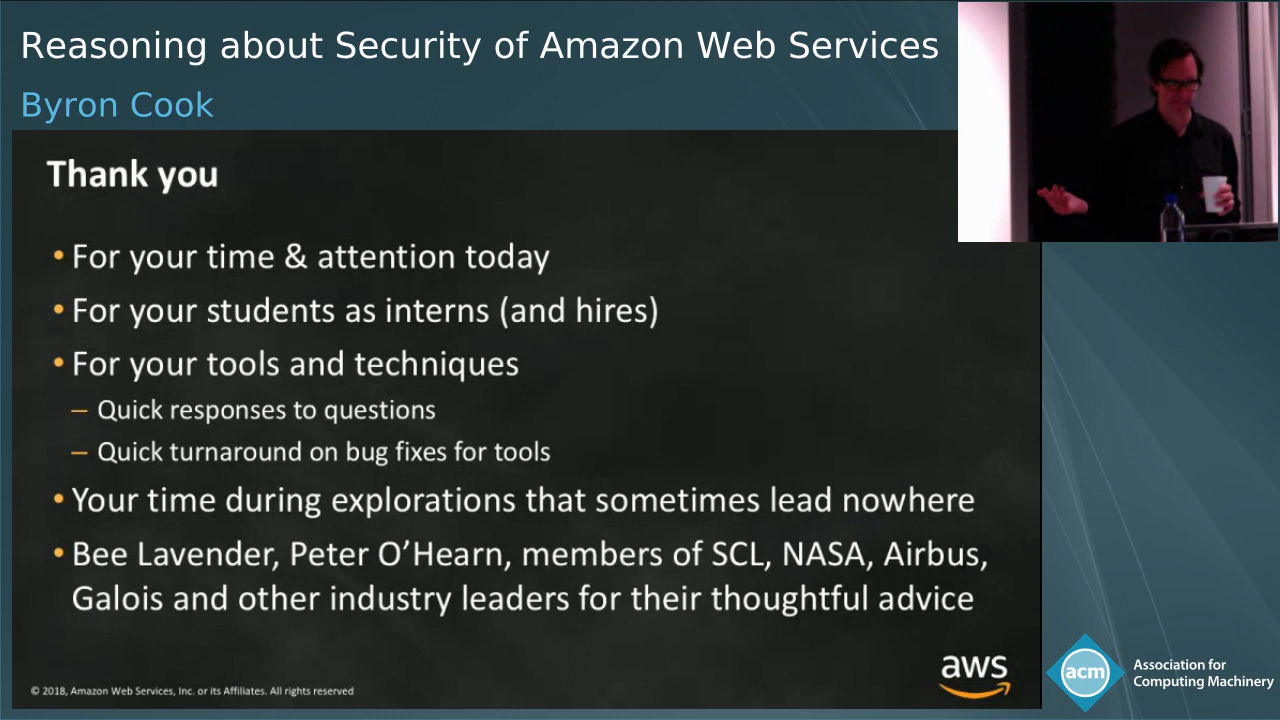 Reasoning about Security of Amazon Web Services
Byron Cook
Thank you
• For your time & attention today
• For your students as interns (and hires)
• For your tools and techniques
– Quick responses to questions
– Quick turnaround on bug fixes for tools
• Your time during explorations that sometimes lead nowhere
• Bee Lavender, Peter O’Hearn, members of SCL, NASA, Airbus,
Galois and other industry leaders for their thoughtful advice
© 2018, Amazon Web Services, Inc. or its Affiliates. All rights reserved
aws
acm
Association for
Computing Machinery